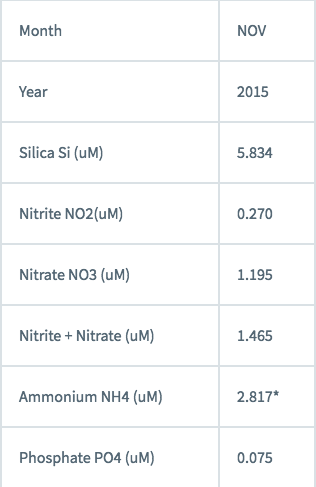 Month NOV
Year 2015
Silica Si (uM) 5.834
Nitrite NO2(uM) 0.270
Nitrate NO3 (uM) 1.195
Nitrite + Nitrate (uM) 1.465
Ammonium NH4 (uM) 2.817*
Phosphate PO4 (uM) 0.075